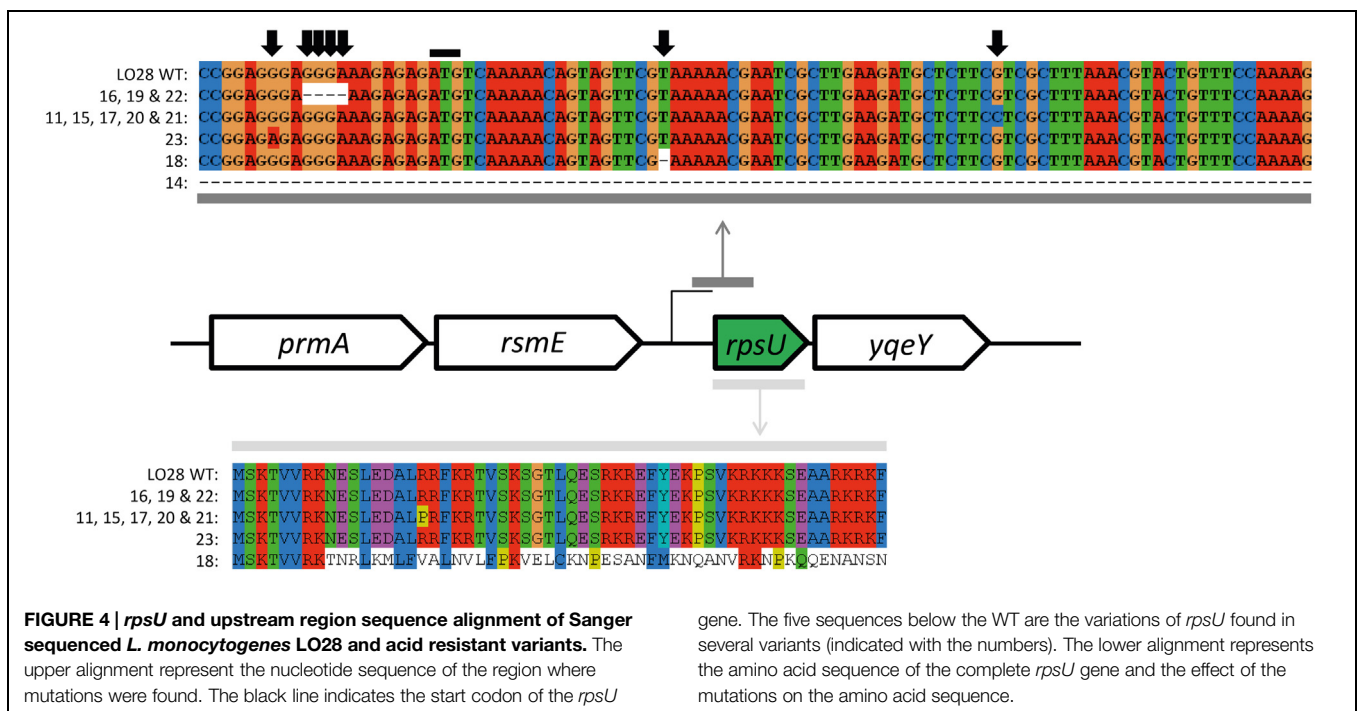 LO28 WT: CCGGAGGGAGGGAAAGAGAGATGTCAAAAACAGTAGTTCGTAAAAACGAATCGCTTGAAGATGCTCTTCGTCGCTTTAAACGTACTGTTTCCAAAAG
16, 19 & 22: CCGGAGGGA----AAGAGAGATGTCAAAAACAGTAGTTCGTAAAAACGAATCGCTTGAAGATGCTCTTCGTCGCTTTAAACGTACTGTTTCCAAAAG
11, 15, 17, 20 & 21: CCGGAGGGAGGGAAAGAGAGATGTCAAAAACAGTAGTTCGTAAAAACGAATCGCTTGAAGATGCTCTTCCTCGCTTTAAACGTACTGTTTCCAAAAG
23: CCGGAGAGAGGGAAAGAGAGATGTCAAAAACAGTAGTTCGTAAAAACGAATCGCTTGAAGATGCTCTTCGTCGCTTTAAACGTACTGTTTCCAAAAG
18: CCGGAGGGAGGGAAAGAGAGATGTCAAAAACAGTAGTTCG-AAAAACGAATCGCTTGAAGATGCTCTTCGTCGCTTTAAACGTACTGTTTCCAAAAG
14: -------------------------------------------------------------------------------------------------
prmA rsmE rpsU yqeY
LO28 WT: MSKTVVRKNESLEDALRRFKRTVSKSGTLQESRKREFYEKPSVKRKKKSEAARKRKF
16, 19 & 22: MSKTVVRKNESLEDALRRFKRTVSKSGTLQESRKREFYEKPSVKRKKKSEAARKRKF
11, 15, 17, 20 & 21: MSKTVVRKNESLEDALPRFKRTVSKSGTLQESRKREFYEKPSVKRKKKSEAARKRKF
23: MSKTVVRKNESLEDALRRFKRTVSKSGTLQESRKREFYEKPSVKRKKKSEAARKRKF
18: MSKTVVRKTNRLKMLFVALNVLFPKVELCKNPESANFMKNQANVRKNPKQQENANSN
FIGURE 4 | rpsU and upstream region sequence alignment of Sanger
sequenced L. monocytogenes LO28 and acid resistant variants. The
upper alignment represent the nucleotide sequence of the region where
mutations were found. The black line indicates the start codon of the rpsU
gene. The five sequences below the WT are the variations of rpsU found in
several variants (indicated with the numbers). The lower alignment represents
the amino acid sequence of the complete rpsU gene and the effect of the
mutations on the amino acid sequence.